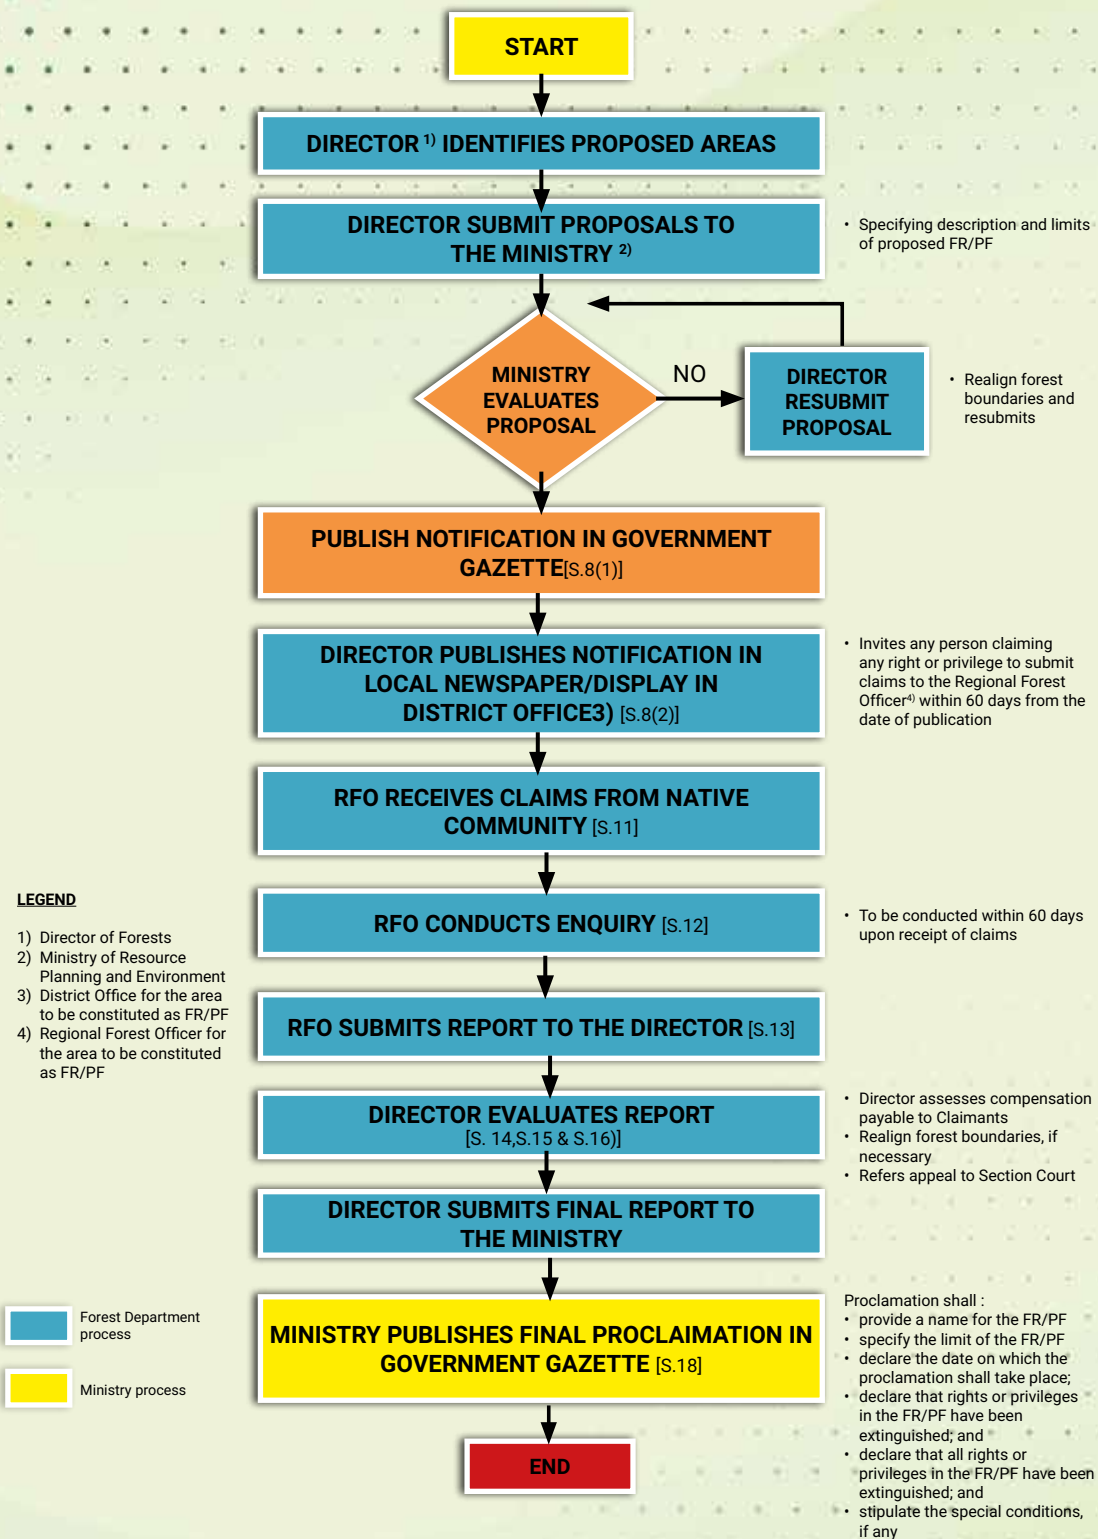 START
DIRECTOR 1) IDENTIFIES PROPOSED AREAS
DIRECTOR SUBMIT PROPOSALS TO
THE MINISTRY 2)
• Specifying description and limits
of proposed FR/PF
MINISTRY
EVALUATES
PROPOSAL
NO
DIRECTOR
RESUBMIT
PROPOSAL
• Realign forest
boundaries and
resubmits
PUBLISH NOTIFICATION IN GOVERNMENT
GAZETTE[S.8(1)]
DIRECTOR PUBLISHES NOTIFICATION IN
LOCAL NEWSPAPER/DISPLAY IN
DISTRICT OFFICE3) [S.8(2)]
• Invites any person claiming
any right or privilege to submit
claims to the Regional Forest
Officer4) within 60 days from the
date of publication
RFO RECEIVES CLAIMS FROM NATIVE
COMMUNITY [S.11]
RFO CONDUCTS ENQUIRY [S.12]
• To be conducted within 60 days
upon receipt of claims
LEGEND
1) Director of Forests
2) Ministry of Resource
Planning and Environment
3) District Office for the area
to be constituted as FR/PF
4) Regional Forest Officer for
the area to be constituted
as FR/PF
RFO SUBMITS REPORT TO THE DIRECTOR [S.13]
DIRECTOR EVALUATES REPORT
[S. 14,S.15 & S.16)]
• Director assesses compensation
payable to Claimants
• Realign forest boundaries, if
necessary
• Refers appeal to Section Court
DIRECTOR SUBMITS FINAL REPORT TO
THE MINISTRY
Forest Department
process
Ministry process
MINISTRY PUBLISHES FINAL PROCLAIMATION IN
GOVERNMENT GAZETTE [S.18]
Proclamation shall :
• provide a name for the FR/PF
• specify the limit of the FR/PF
• declare the date on which the
proclamation shall take place;
• declare that rights or privileges
in the FR/PF have been
extinguished; and
• declare that all rights or
privileges in the FR/PF have been
extinguished; and
• stipulate the special conditions,
if any
END